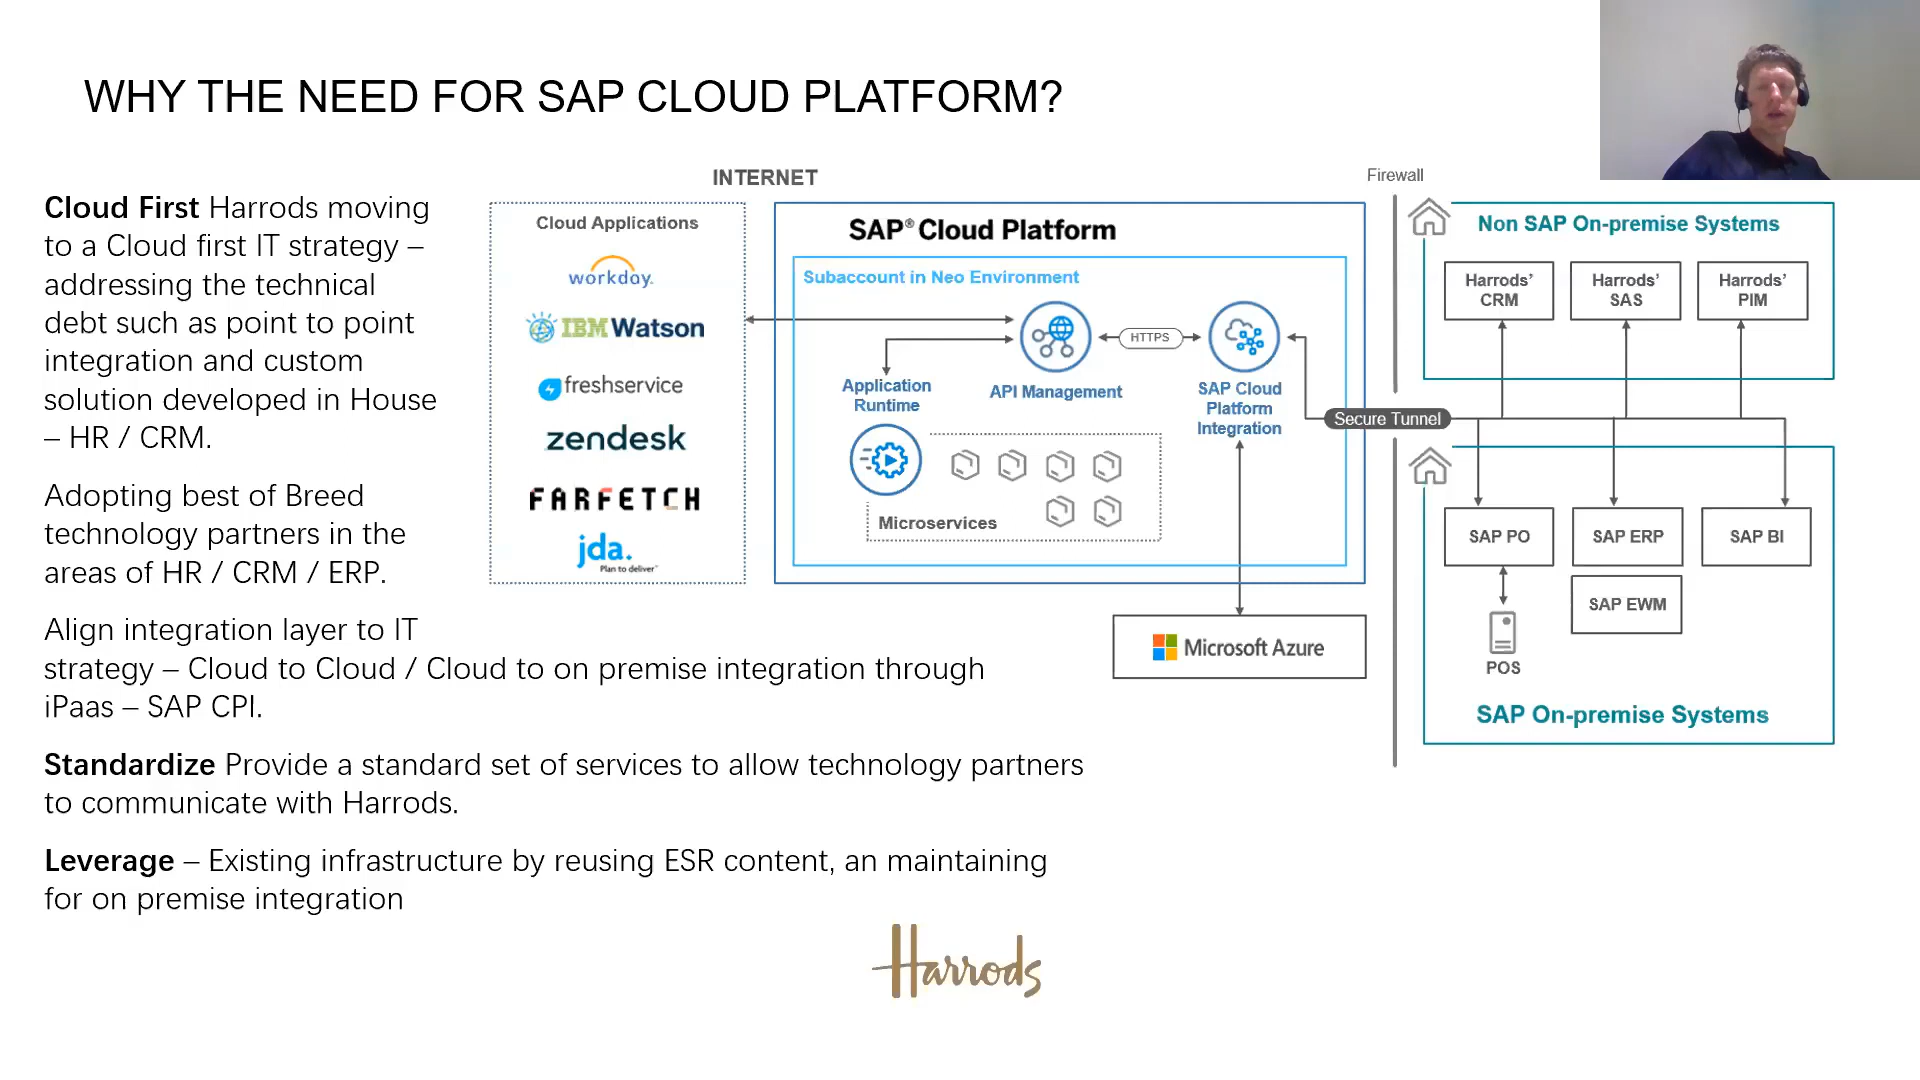 WHY THE NEED FOR SAP CLOUD PLATFORM?
Cloud First Harrods moving
to a Cloud first IT strategy –
addressing the technical
debt such as point to point
integration and custom
solution developed in House
– HR / CRM.
Adopting best of Breed
technology partners in the
areas of HR / CRM / ERP.
Align integration layer to IT
strategy – Cloud to Cloud / Cloud to on premise integration through
iPaas – SAP CPI.
Standardize Provide a standard set of services to allow technology partners
to communicate with Harrods.
Leverage – Existing infrastructure by reusing ESR content, an maintaining
for on premise integration
INTERNET
Cloud Applications
workday.
IBM Watson
freshservice
zendesk
FARFETCH
jda.
Plan to deliver™
SAP® Cloud Platform
Subaccount in Neo Environment
Application
Runtime
API Management
HTTPS
SAP Cloud
Platform
Integration
Microservices
Microsoft Azure
Firewall
Secure Tunnel
Non SAP On-premise Systems
Harrods’
CRM
Harrods’
SAS
Harrods’
PIM
SAP PO
SAP ERP
SAP BI
SAP EWM
POS
SAP On-premise Systems
Harrods